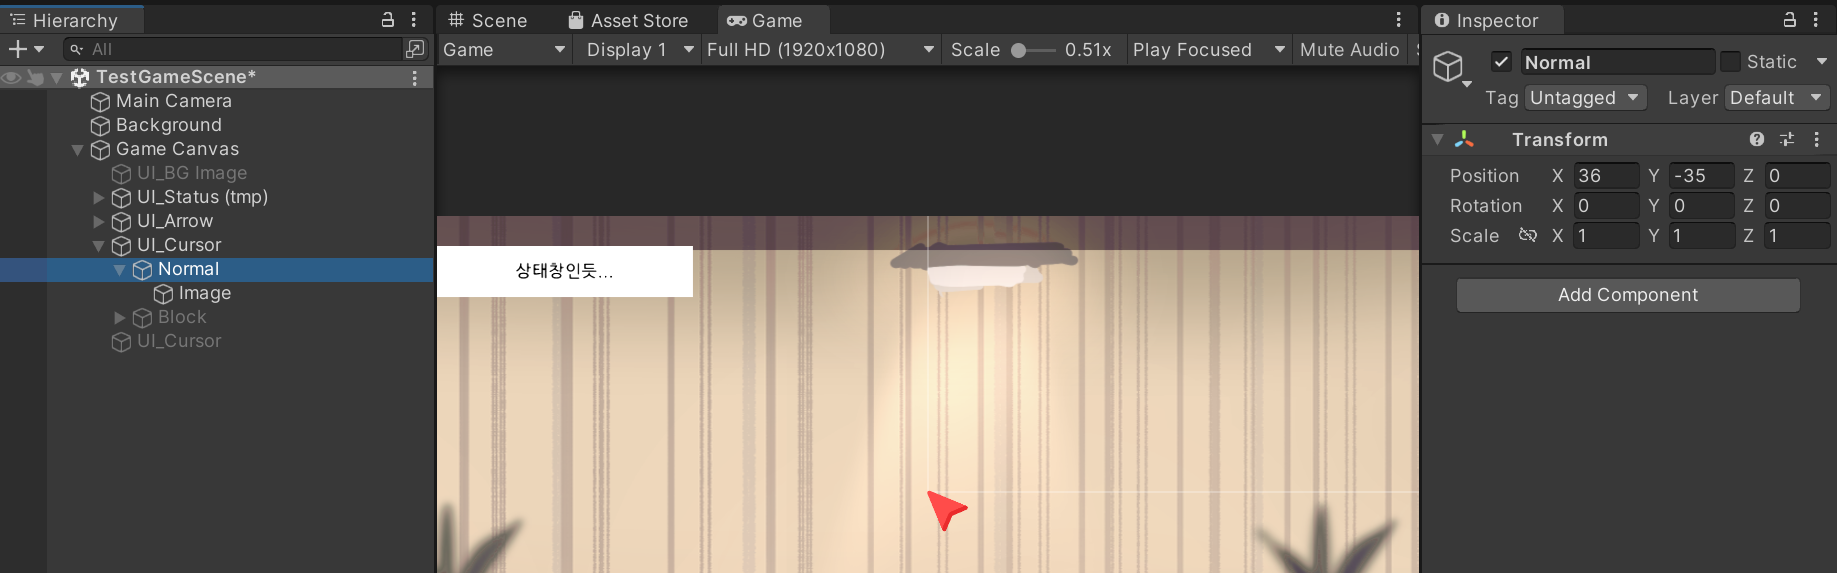 Hierarchy
All
TestGameScene*
Main Camera
Background
Game Canvas
UI_BG Image
UI_Status (tmp)
UI_Arrow
UI_Cursor
Normal
Image
Block
UI_Cursor
Scene
Asset Store
Game
Game
Display 1
Full HD (1920x1080)
Scale
0.51x
Play Focused
Mute Audio
상태창인듯...
Inspector
Normal
Static
Tag
Untagged
Layer
Default
Transform
Position X 36 Y -35 Z 0
Rotation X 0 Y 0 Z 0
Scale X 1 Y 1 Z 1
Add Component